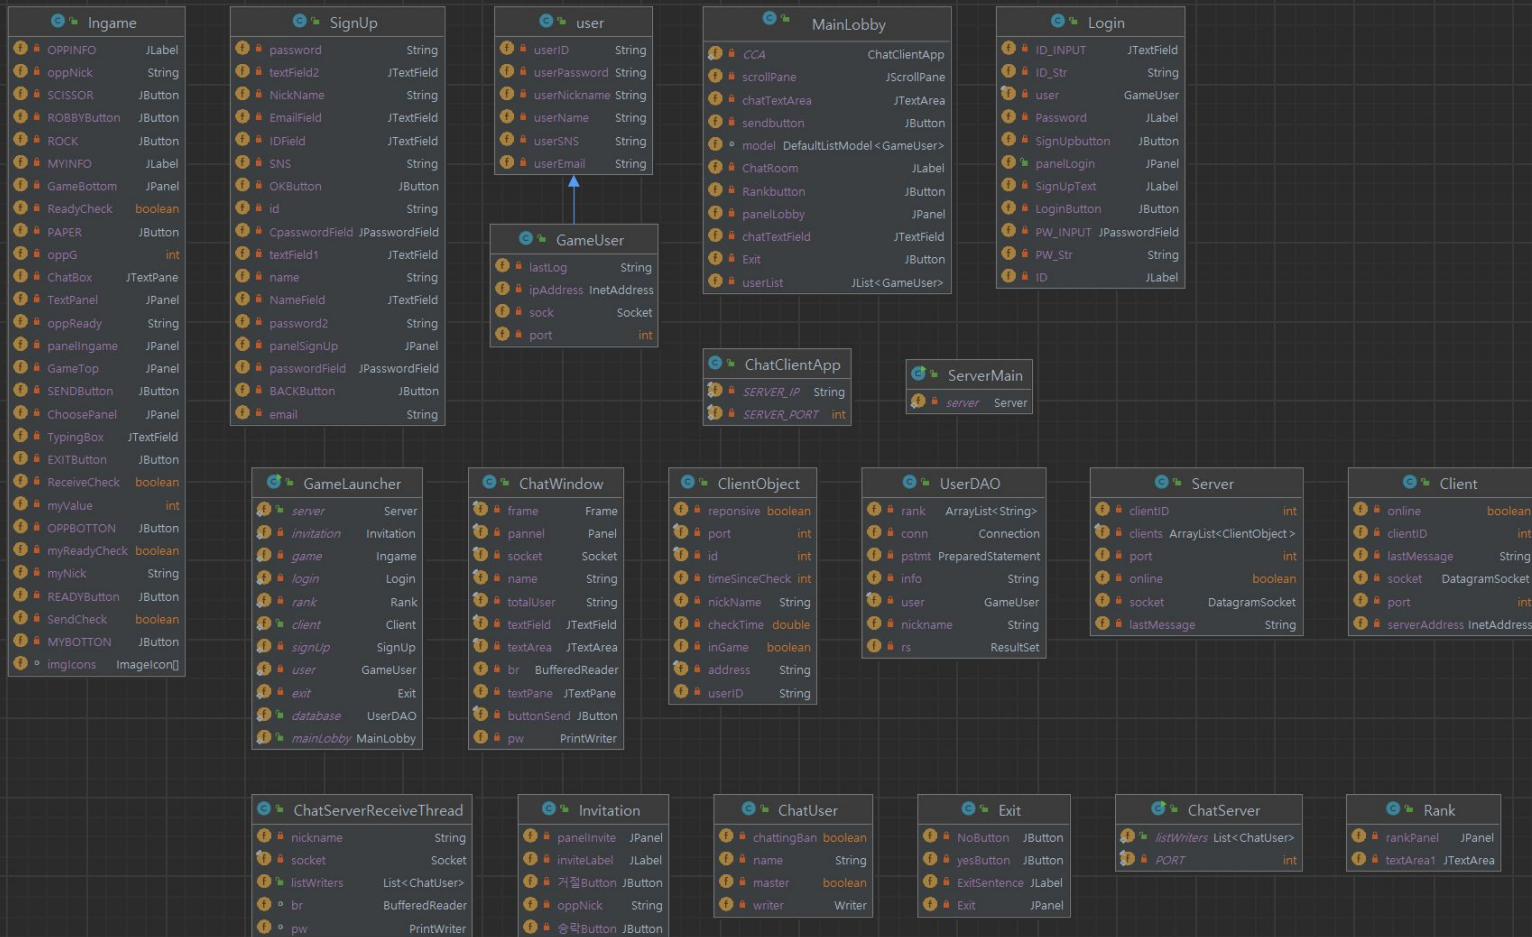 Ingame
OPPINFO JLabel
oppNick String
SCISSOR JButton
ROBBYButton JButton
ROCK JButton
MYINFO JLabel
GameBottom JPanel
ReadyCheck boolean
PAPER JButton
oppG int
ChatBox JTextPane
TextPanel JPanel
oppReady String
panelIngame JPanel
GameTop JPanel
SENDButton JButton
ChoosePanel JPanel
TypingBox JTextField
EXITButton JButton
ReceiveCheck boolean
myValue int
OPPBOTTON JButton
myReadyCheck boolean
myNick String
READYButton JButton
SendCheck boolean
MYBOTTON JButton
imgIcons ImageIcon[]
SignUp
password String
textField2 JTextField
NickName String
EmailField JTextField
IDField JTextField
SNS String
OKButton JButton
id String
CpasswordField JPasswordField
textField1 JTextField
name String
NameField JTextField
password2 String
panelSignUp JPanel
passwordField JPasswordField
BACKButton JButton
email String
user
userID String
userPassword String
userNickname String
userName String
userSNS String
userEmail String
GameUser
lastLog String
ipAddress InetAddress
sock Socket
port int
MainLobby
CCA ChatClientApp
scrollPane JScrollPane
chatTextArea JTextArea
sendbutton JButton
model DefaultListModel<GameUser>
ChatRoom JLabel
Rankbutton JButton
panelLobby JPanel
chatTextField JTextField
Exit JButton
userList JList<GameUser>
Login
ID_INPUT JTextField
ID_Str String
user GameUser
Password JLabel
SignUpbutton JButton
panelLogin JPanel
SignUpText JLabel
LoginButton JButton
PW_INPUT JPasswordField
PW_Str String
ID JLabel
ChatClientApp
SERVER_IP String
SERVER_PORT int
ServerMain
server Server
GameLauncher
server Server
invitation Invitation
game Ingame
login Login
rank Rank
client Client
signUp SignUp
user GameUser
exit Exit
database UserDAO
mainLobby MainLobby
ChatWindow
frame Frame
pannel Panel
socket Socket
name String
totalUser String
textField JTextField
textArea JTextArea
br BufferedReader
textPane JTextPane
buttonSend JButton
pw PrintWriter
ClientObject
reponsive boolean
port int
id int
timeSinceCheck int
nickName String
checkTime double
inGame boolean
address String
userID String
UserDAO
rank ArrayList<String>
conn Connection
pstmt PreparedStatement
info String
user GameUser
nickname String
rs ResultSet
Server
clientID int
clients ArrayList<ClientObject>
port int
online boolean
socket DatagramSocket
lastMessage String
Client
online boolean
clientID int
lastMessage String
socket DatagramSocket
port int
serverAddress InetAddress
ChatServerReceiveThread
nickname String
socket Socket
listWriters List<ChatUser>
br BufferedReader
pw PrintWriter
Invitation
panelInvite JPanel
inviteLabel JLabel
거절Button JButton
oppNick String
승락Button JButton
ChatUser
chattingBan boolean
name String
master boolean
writer Writer
Exit
NoButton JButton
yesButton JButton
ExitSentence JLabel
Exit JPanel
ChatServer
listWriters List<ChatUser>
PORT int
Rank
rankPanel JPanel
textArea1 JTextArea